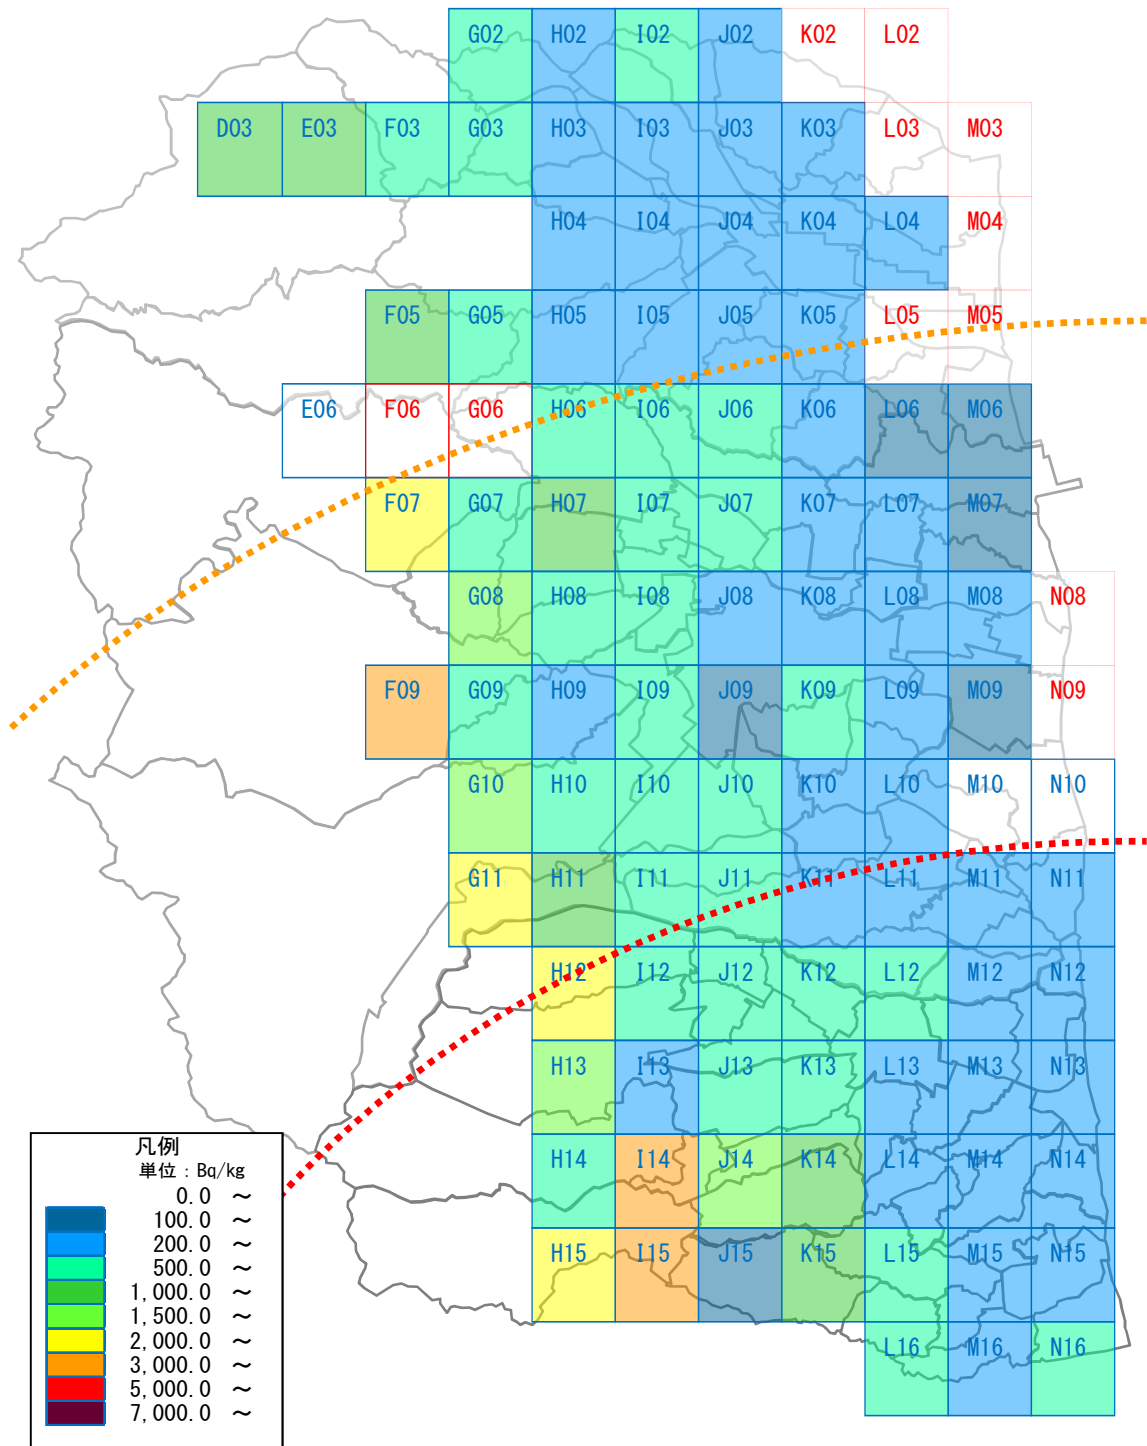 G02 H02 I02 J02 K02 L02
D03 E03 F03 G03 H03 I03 J03 K03 L03 M03
H04 I04 J04 K04 L04 M04
F05 G05 H05 I05 J05 K05 L05 M05
E06 F06 G06 H06 I06 J06 K06 L06 M06
F07 G07 H07 I07 J07 K07 L07 M07
G08 H08 I08 J08 K08 L08 M08 N08
F09 G09 H09 I09 J09 K09 L09 M09 N09
G10 H10 I10 J10 K10 L10 M10 N10
G11 H11 I11 J11 K11 L11 M11 N11
H12 I12 J12 K12 L12 M12 N12
H13 I13 J13 K13 L13 M13 N13
H14 I14 J14 K14 L14 M14 N14
H15 I15 J15 K15 L15 M15 N15
L16 M16 N16
凡例
単位：Bq/kg
0.0 ～
100.0 ～
200.0 ～
500.0 ～
1,000.0 ～
1,500.0 ～
2,000.0 ～
3,000.0 ～
5,000.0 ～
7,000.0 ～